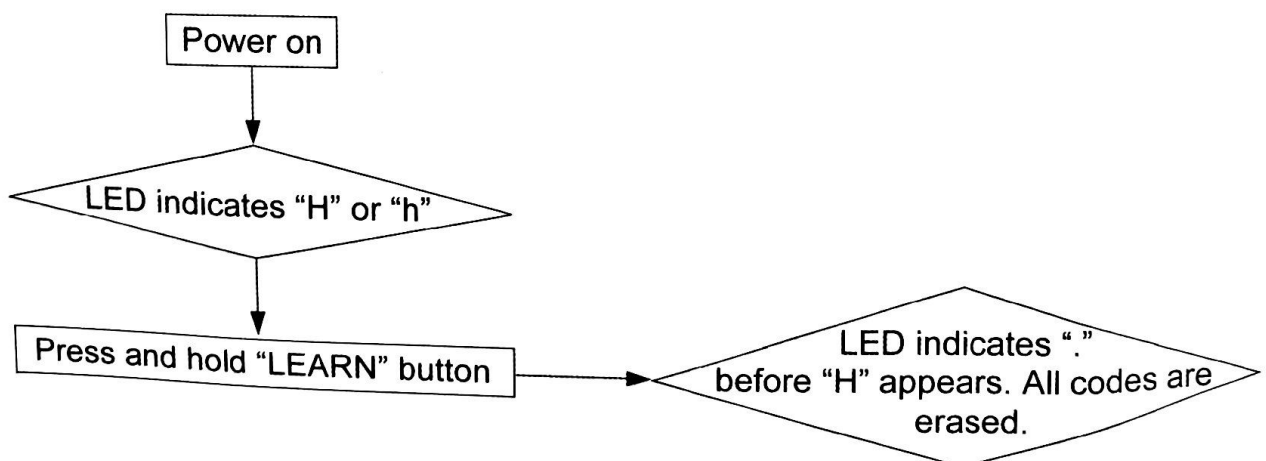 Power on
LED indicates “H” or “h”
Press and hold “LEARN” button
LED indicates “.”
before “H” appears. All codes are
erased.